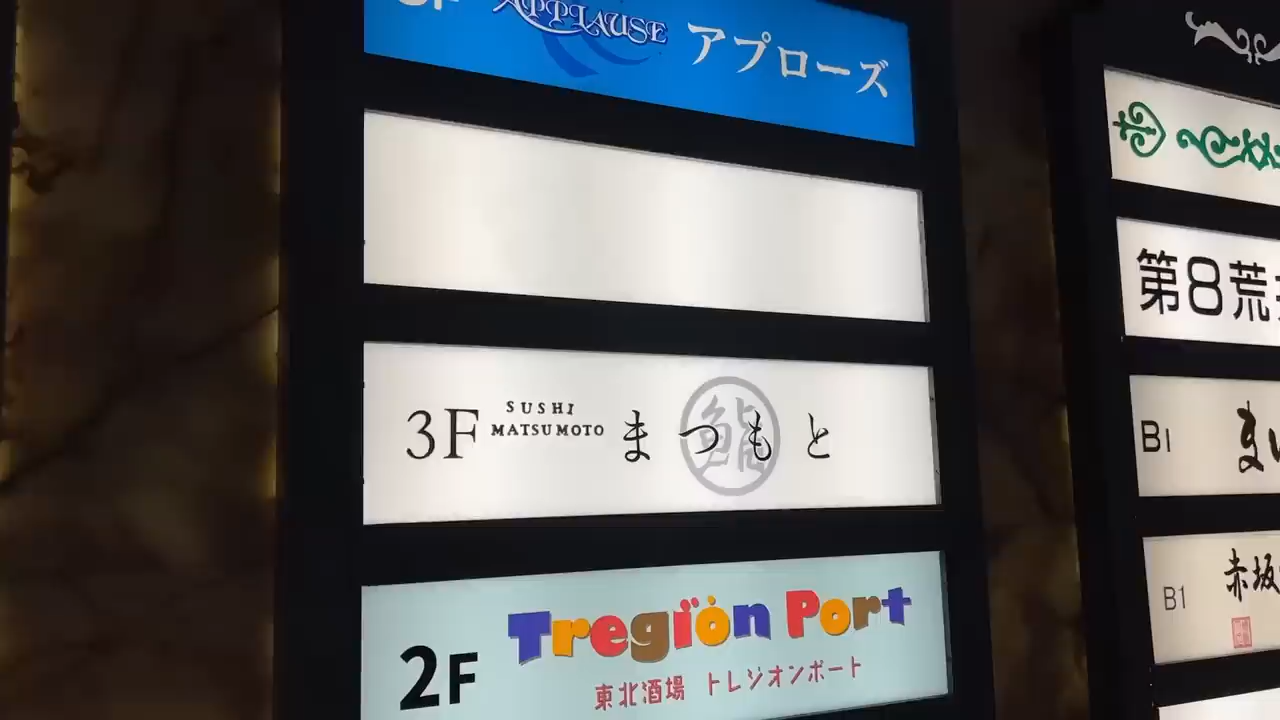 APPLAUSE アプローズ
3F SUSHI MATSUMOTO まつもと
鮨
2F Tregion Port
東北酒場 トレジオンポート
第8荒
B1 ま
B1 赤坂